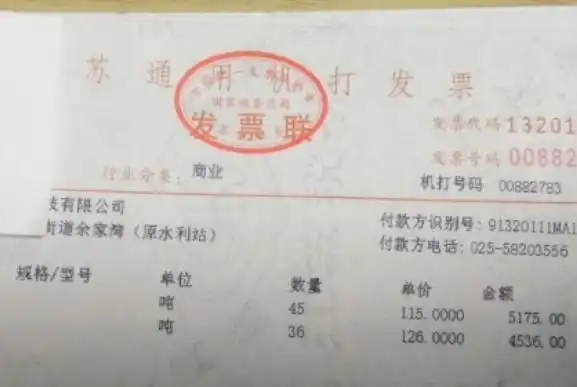 苏通用机打发票
国家税务总局
发票联
发票代码 13201
发票号码 00882
行业分类: 商业
机打号码 00882783
技有限公司
付款方识别号: 91320111MA1
街道余家湾 (原水利站)
付款方电话: 025-58203556
规格/型号 单位 数量 单价 金额
吨 45 115.0000 5175.00
吨 36 126.0000 4536.00